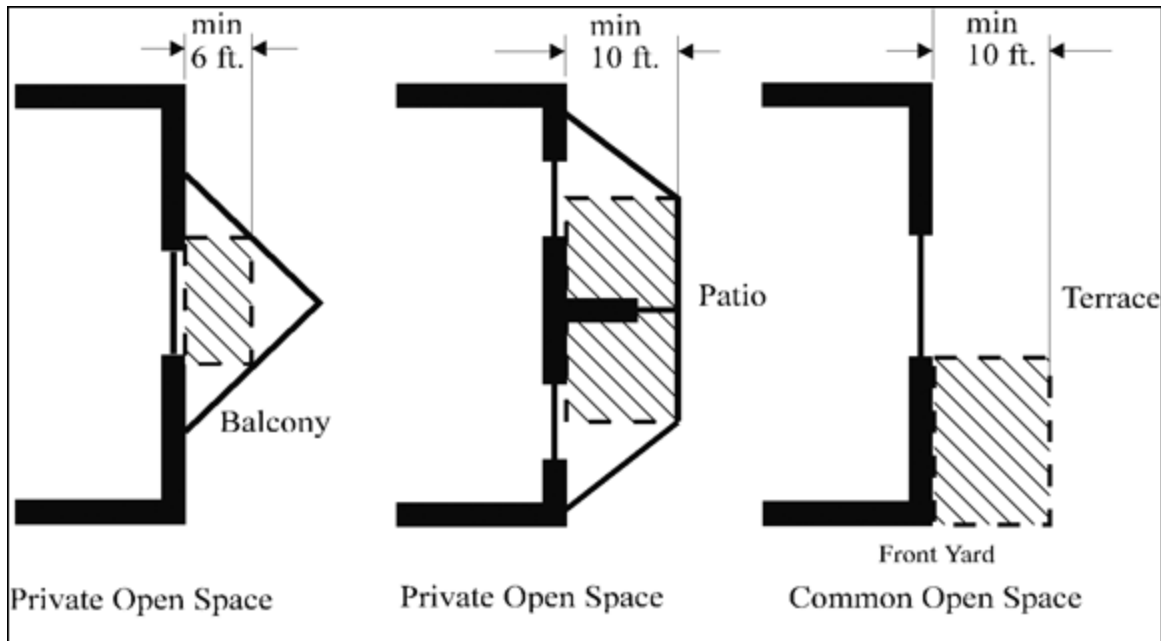 min
6 ft.
min
10 ft.
min
10 ft.
Balcony
Patio
Terrace
Front Yard
Private Open Space
Private Open Space
Common Open Space